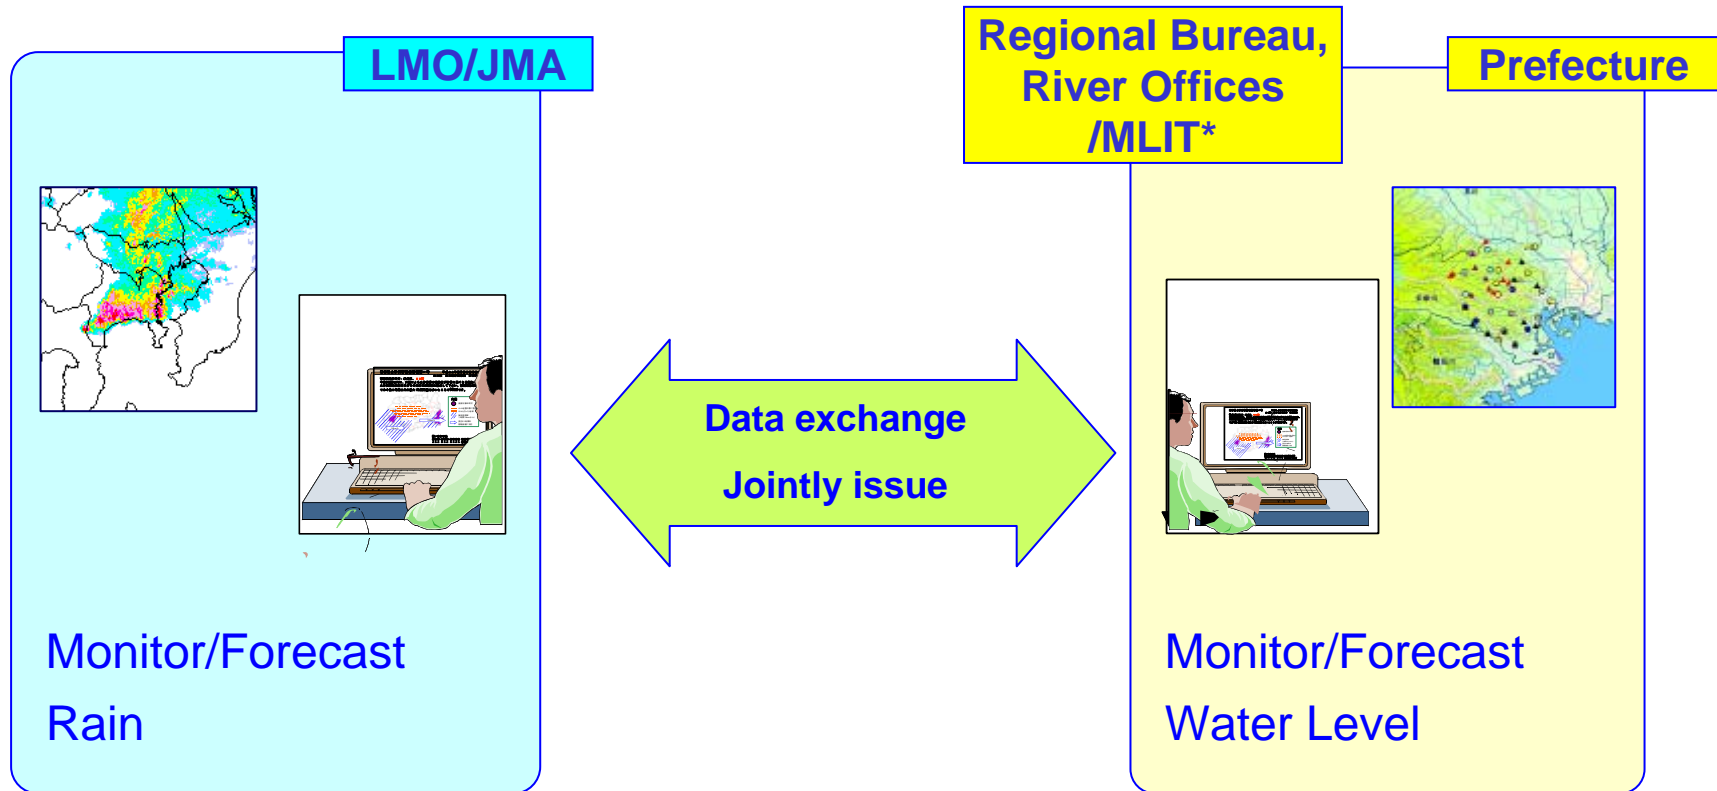 LMO/JMA
Regional Bureau,
River Offices
/MLIT*
Prefecture
Data exchange
Jointly issue
Monitor/Forecast
Rain
Monitor/Forecast
Water Level